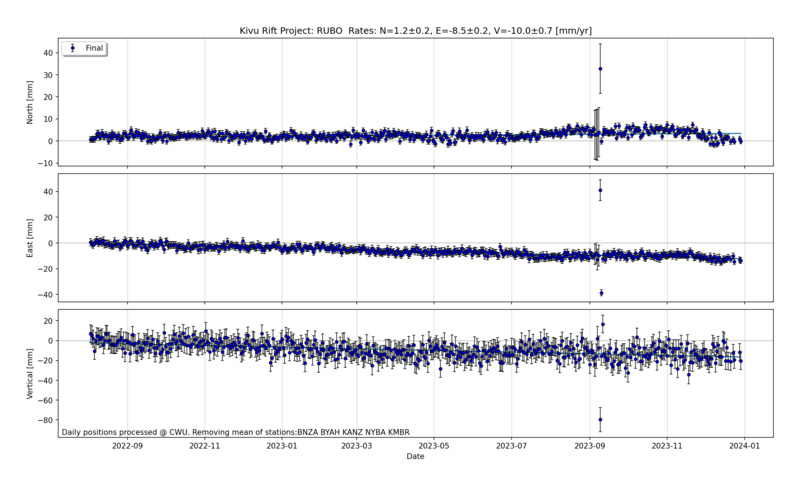 Kivu Rift Project: RUBO Rates: N=1.2±0.2, E=-8.5±0.2, V=-10.0±0.7 [mm/yr]
Final
North [mm]
40
30
20
10
0
−10
East [mm]
40
20
0
−20
−40
Vertical [mm]
20
0
−20
−40
−60
−80
Daily positions processed @ CWU. Removing mean of stations:BNZA BYAH KANZ NYBA KMBR
2022-09 2022-11 2023-01 2023-03 2023-05 2023-07 2023-09 2023-11 2024-01
Date